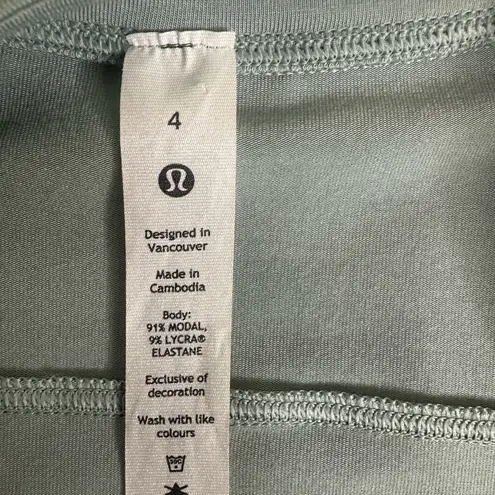 4
Designed in
Vancouver
Made in
Cambodia
Body:
91% MODAL,
9% LYCRA®
ELASTANE
Exclusive of
decoration
Wash with like
colours